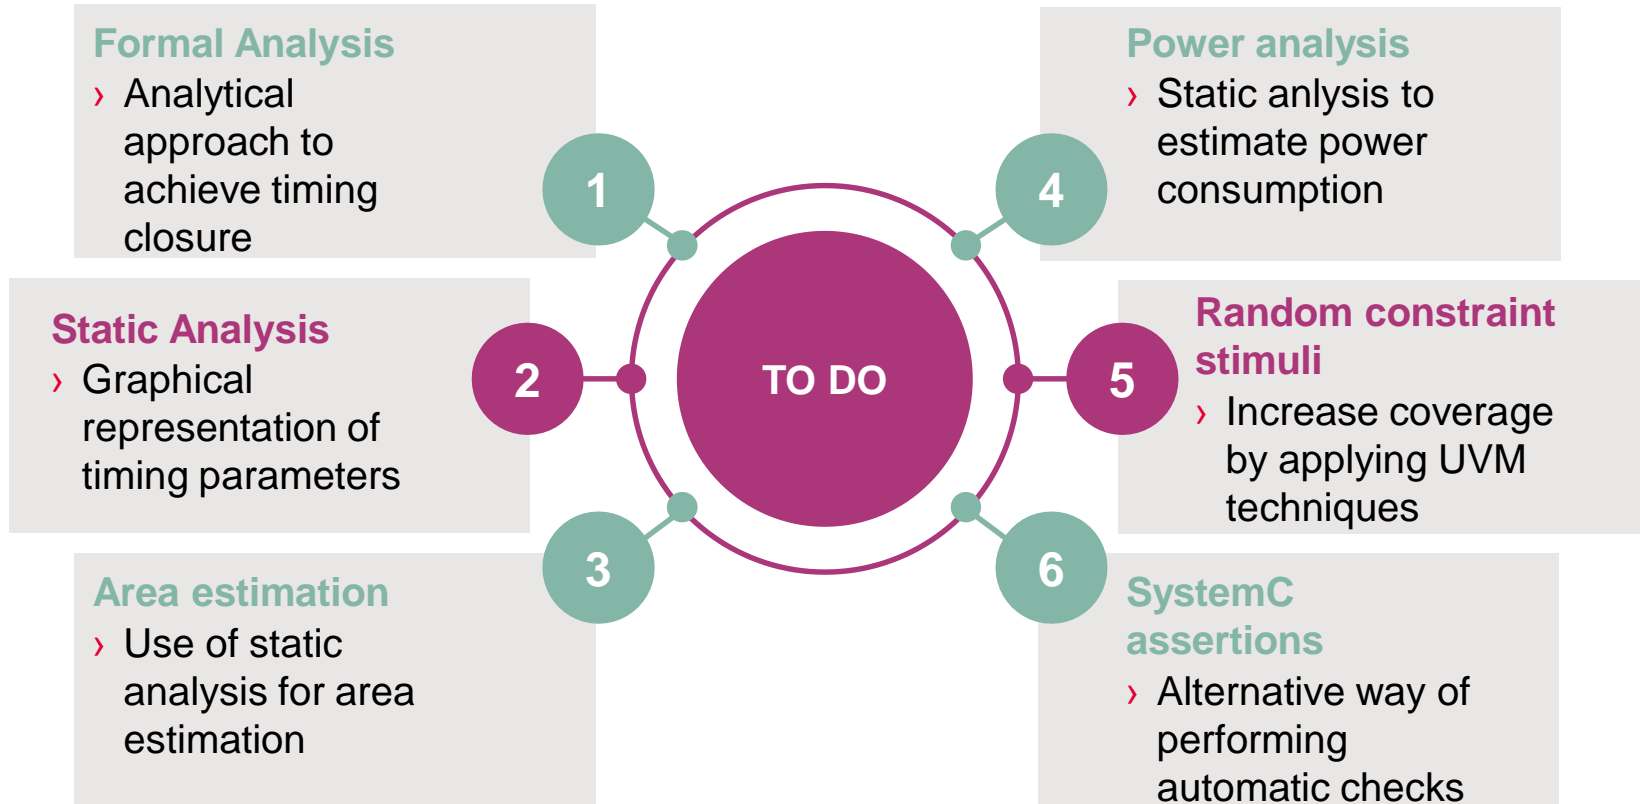 Formal Analysis
› Analytical
approach to
achieve timing
closure
1
Static Analysis
› Graphical
representation of
timing parameters
2
Area estimation
› Use of static
analysis for area
estimation
3
TO DO
Power analysis
› Static anlysis to
estimate power
consumption
4
Random constraint
stimuli
› Increase coverage
by applying UVM
techniques
5
SystemC
assertions
› Alternative way of
performing
automatic checks
6